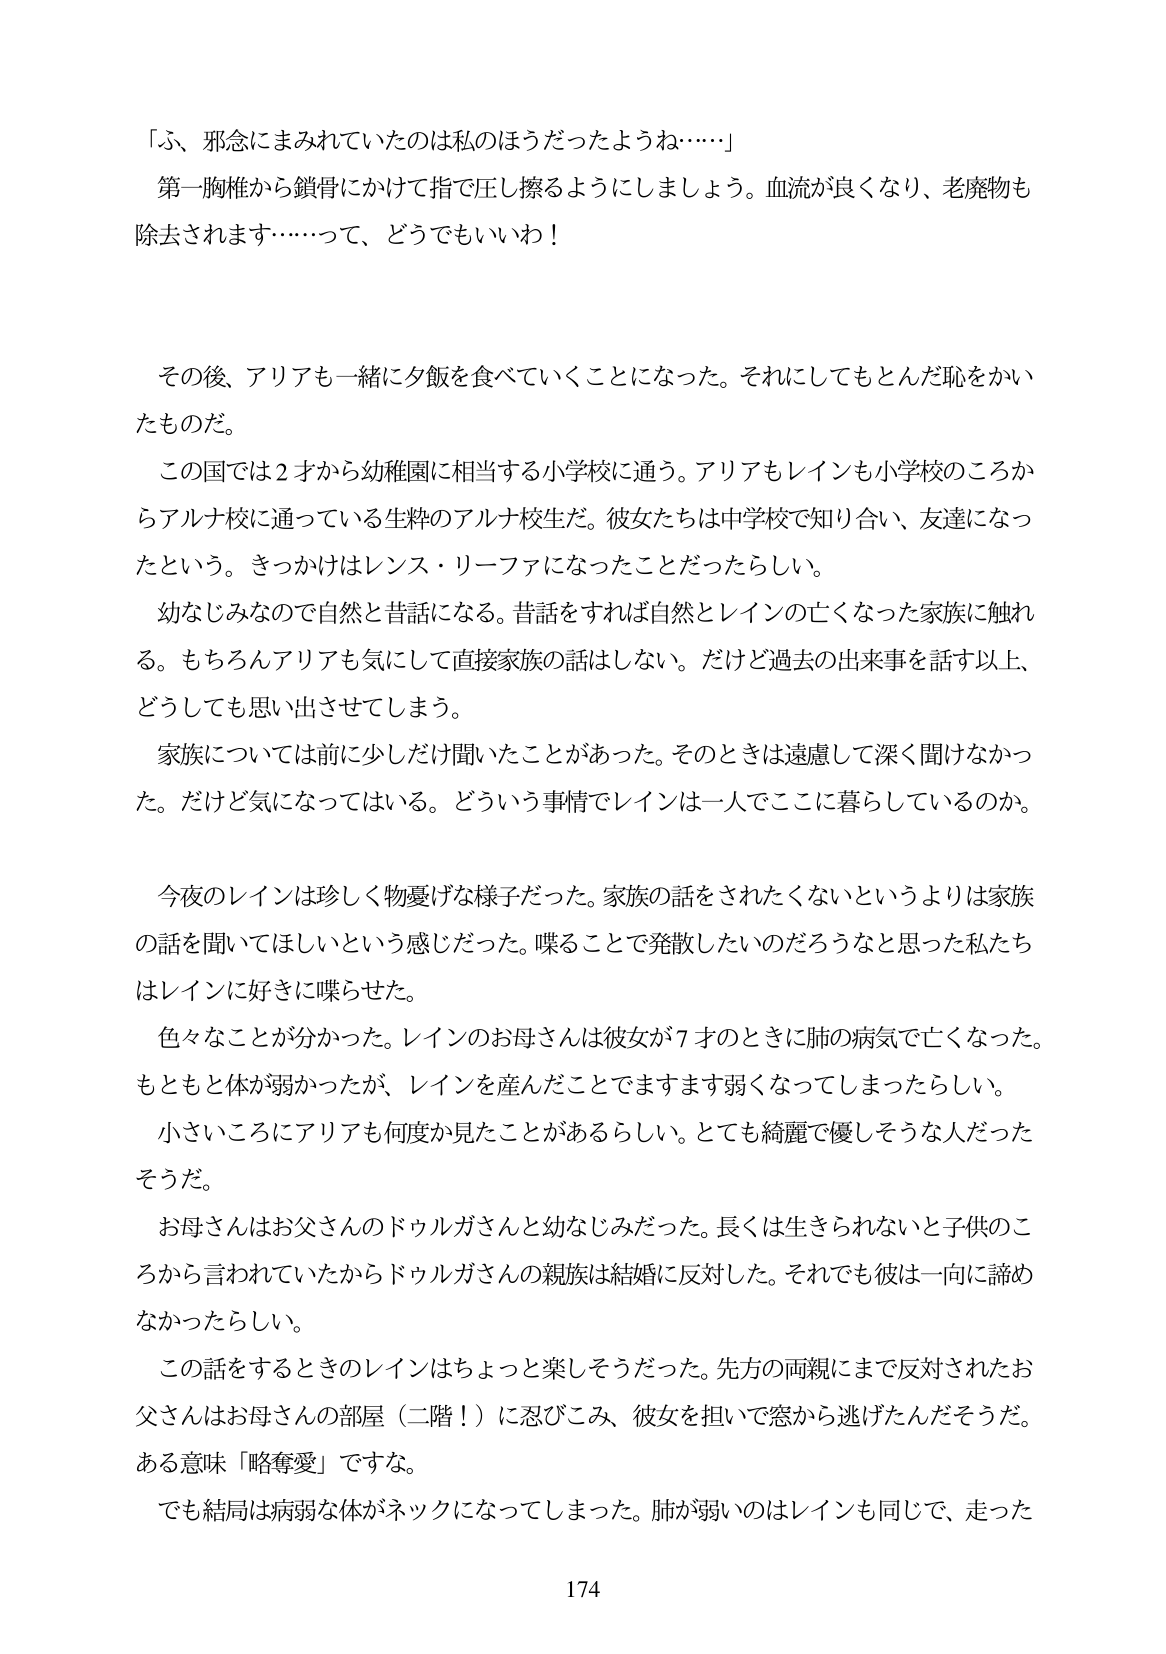 「ふ、邪念にまみれていたのは私のほうだったようね……」
　第一胸椎から鎖骨にかけて指で圧し擦るようにしましょう。血流が良くなり、老廃物も
除去されます……って、どうでもいいわ！
　その後、アリアも一緒に夕飯を食べていくことになった。それにしてもとんだ恥をかい
たものだ。
　この国では２才から幼稚園に相当する小学校に通う。アリアもレインも小学校のころか
らアルナ校に通っている生粋のアルナ校生だ。彼女たちは中学校で知り合い、友達になっ
たという。きっかけはレンス・リーファになったことだったらしい。
　幼なじみなので自然と昔話になる。昔話をすれば自然とレインの亡くなった家族に触れ
る。もちろんアリアも気にして直接家族の話はしない。だけど過去の出来事を話す以上、
どうしても思い出させてしまう。
　家族については前に少しだけ聞いたことがあった。そのときは遠慮して深く聞けなかっ
た。だけど気になってはいる。どういう事情でレインは一人でここに暮らしているのか。
　今夜のレインは珍しく物憂げな様子だった。家族の話をされたくないというよりは家族
の話を聞いてほしいという感じだった。喋ることで発散したいのだろうなと思った私たち
はレインに好きに喋らせた。
　色々なことが分かった。レインのお母さんは彼女が７才のときに肺の病気で亡くなった。
もともと体が弱かったが、レインを産んだことでますます弱くなってしまったらしい。
　小さいころにアリアも何度か見たことがあるらしい。とても綺麗で優しそうな人だった
そうだ。
　お母さんはお父さんのドゥルガさんと幼なじみだった。長くは生きられないと子供のこ
ろから言われていたからドゥルガさんの親族は結婚に反対した。それでも彼は一向に諦め
なかったらしい。
　この話をするときのレインはちょっと楽しそうだった。先方の両親にまで反対されたお
父さんはお母さんの部屋（二階！）に忍びこみ、彼女を担いで窓から逃げたんだそうだ。
ある意味「略奪愛」ですな。
　でも結局は病弱な体がネックになってしまった。肺が弱いのはレインも同じで、走った
174